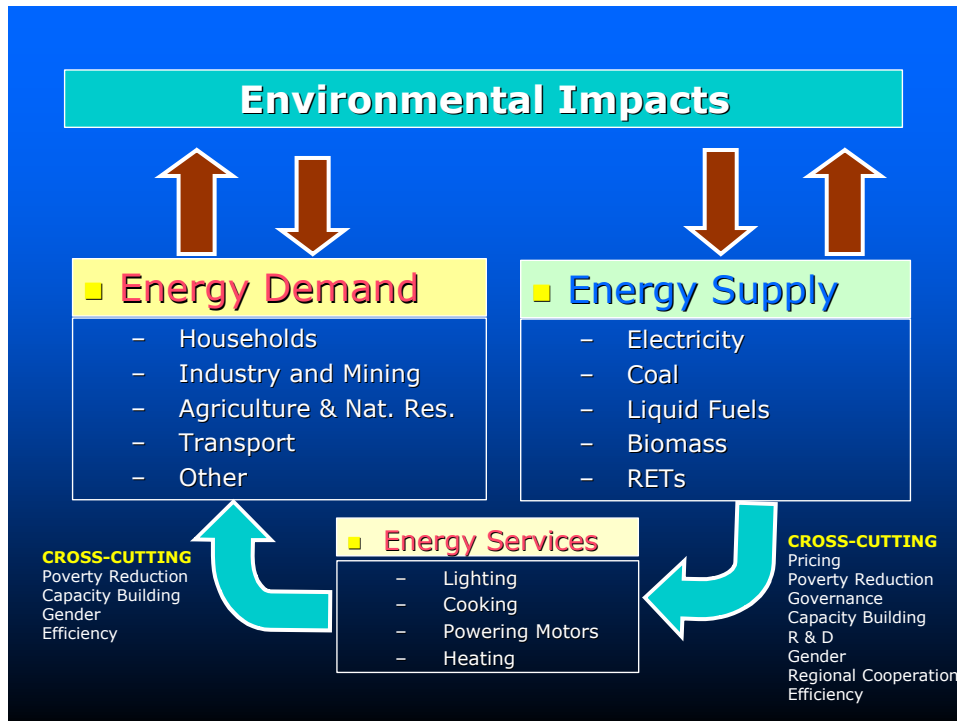 Environmental Impacts
Energy Demand
– Households
– Industry and Mining
– Agriculture & Nat. Res.
– Transport
– Other
Energy Supply
– Electricity
– Coal
– Liquid Fuels
– Biomass
– RETs
CROSS-CUTTING
Poverty Reduction
Capacity Building
Gender
Efficiency
Energy Services
– Lighting
– Cooking
– Powering Motors
– Heating
CROSS-CUTTING
Pricing
Poverty Reduction
Governance
Capacity Building
R & D
Gender
Regional Cooperation
Efficiency